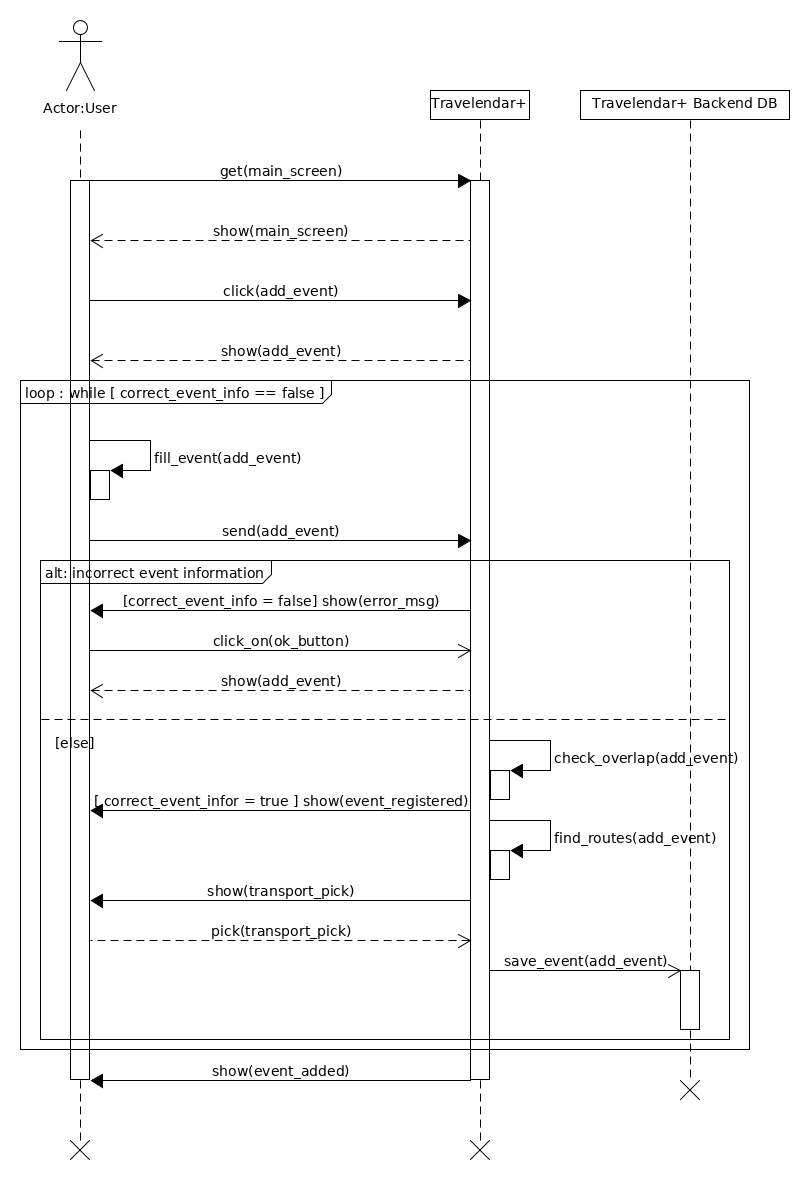 Actor:User
Travelendar+
Travelendar+ Backend DB
get(main_screen)
show(main_screen)
click(add_event)
show(add_event)
loop : while [ correct_event_info == false ]
fill_event(add_event)
send(add_event)
alt: incorrect event information
[correct_event_info = false] show(error_msg)
click_on(ok_button)
show(add_event)
[else]
check_overlap(add_event)
[ correct_event_infor = true ] show(event_registered)
find_routes(add_event)
show(transport_pick)
pick(transport_pick)
save_event(add_event)
show(event_added)